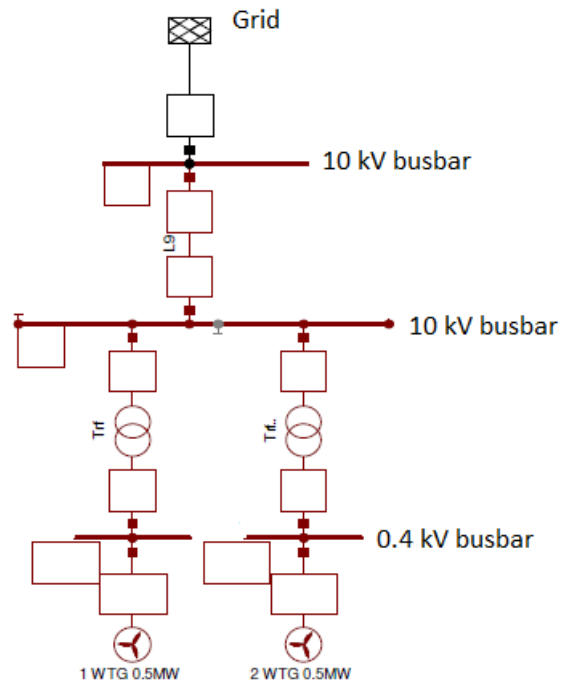 Grid
10 kV busbar
L9
10 kV busbar
Trf
Trf..
0.4 kV busbar
1 WTG 0.5MW
2 WTG 0.5MW